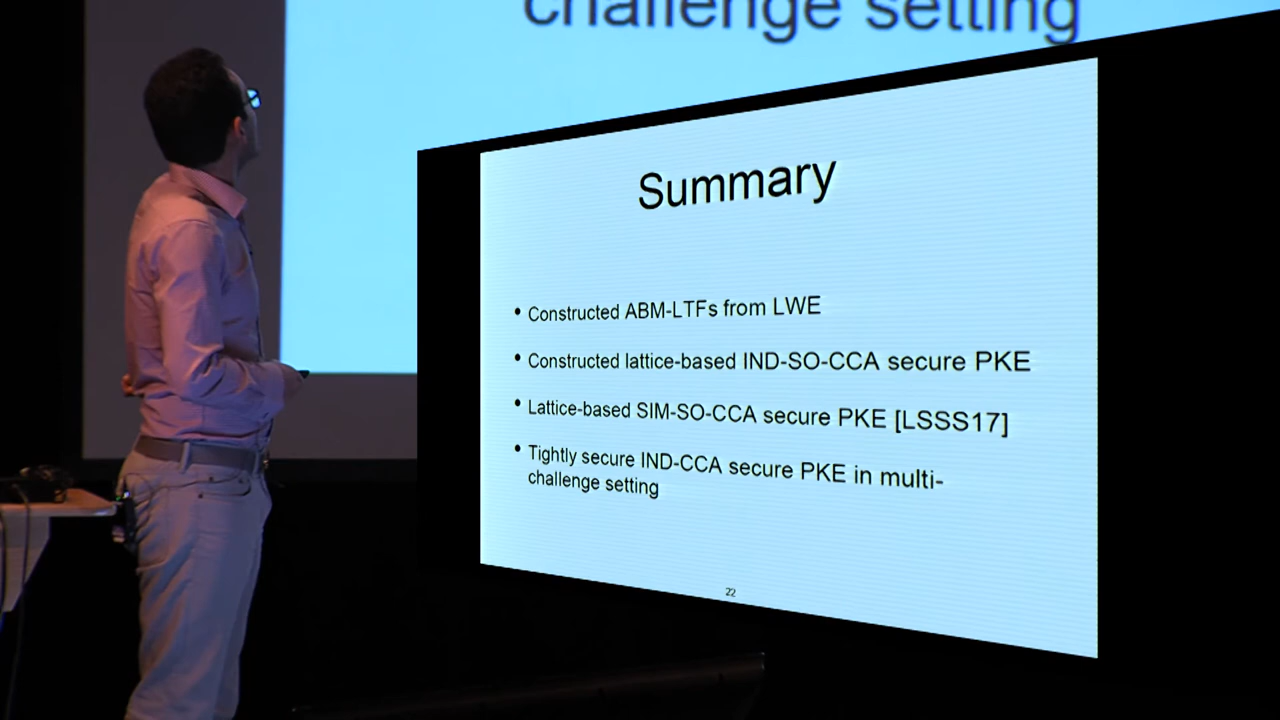 challenge setting
Summary
• Constructed ABM-LTFs from LWE
• Constructed lattice-based IND-SO-CCA secure PKE
• Lattice-based SIM-SO-CCA secure PKE [LSSS17]
• Tightly secure IND-CCA secure PKE in multi-
challenge setting
22